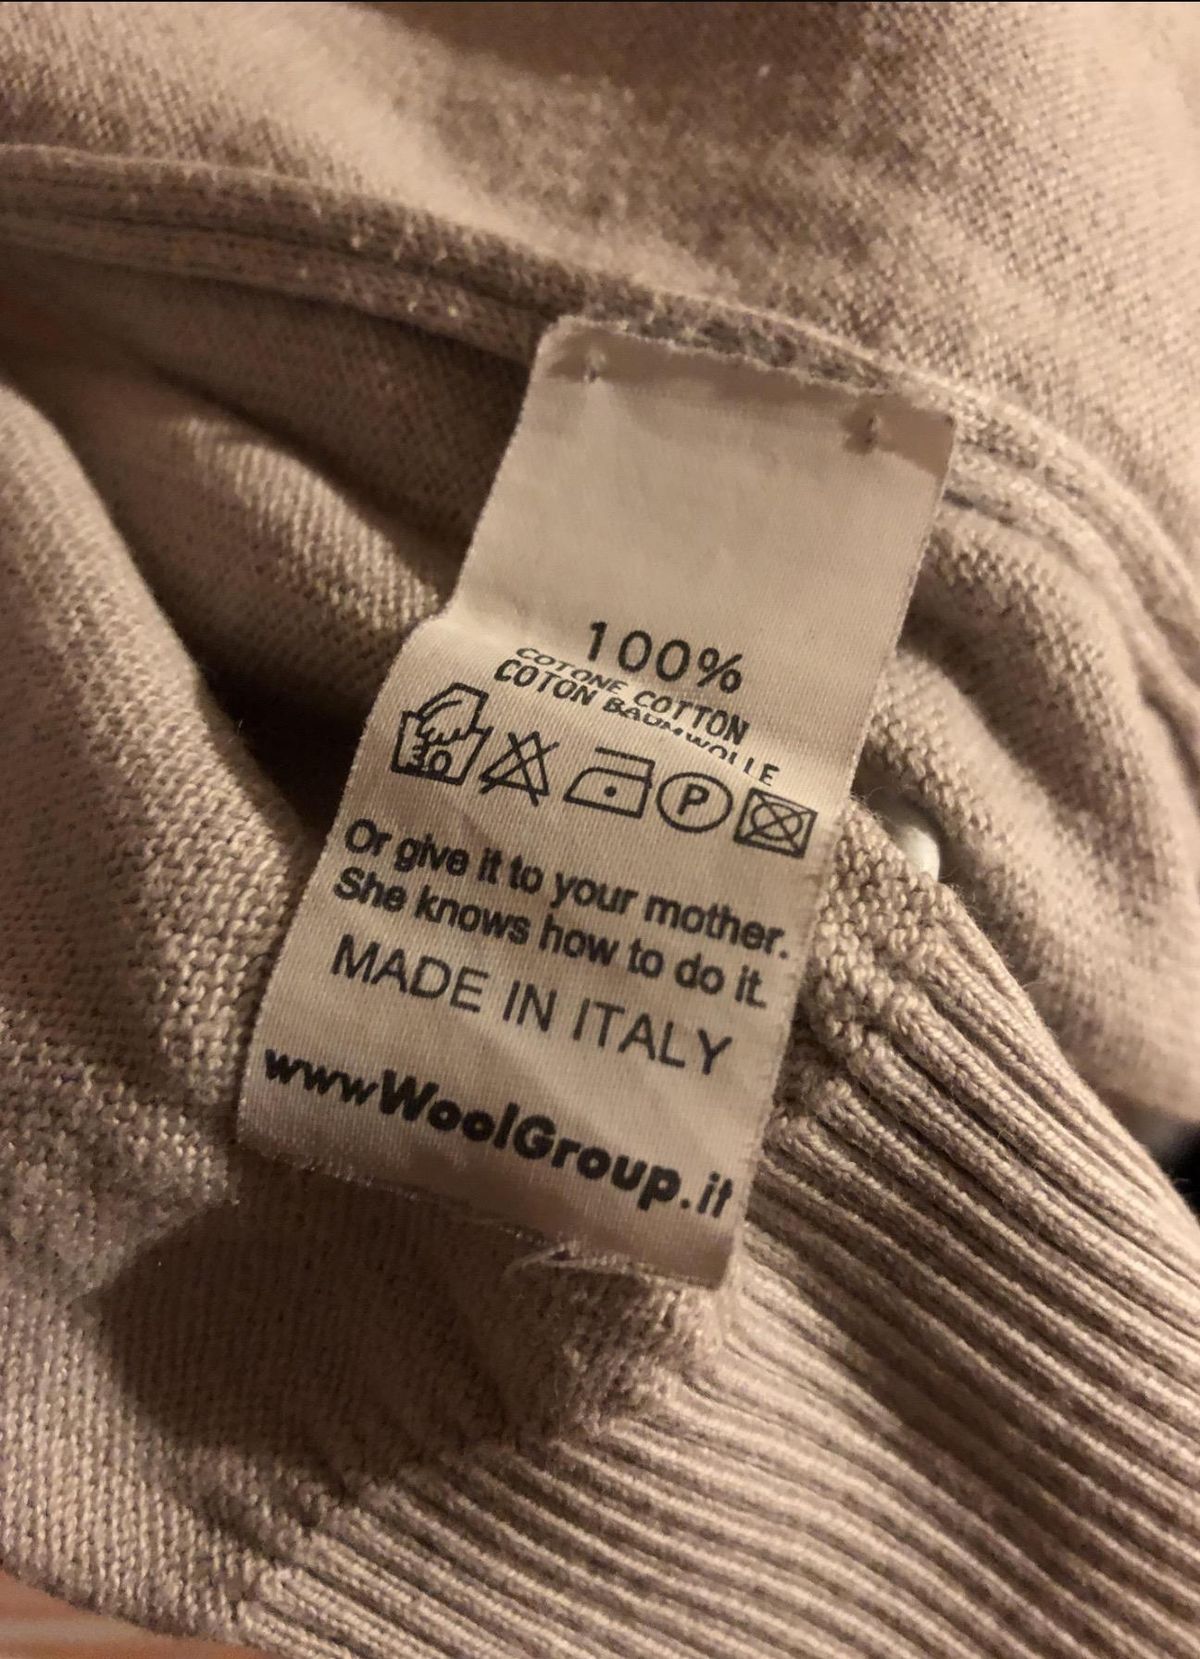 100%
COTONE COTTON
COTON BAUMWOLLE
30 P
Or give it to your mother.
She knows how to do it.
MADE IN ITALY
www.WoolGroup.it